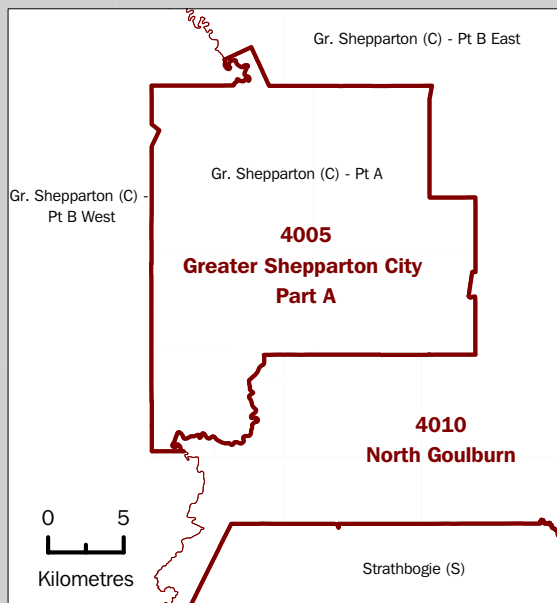 Gr. Shepparton (C) - Pt B East
Gr. Shepparton (C) - Pt A
Gr. Shepparton (C) -
Pt B West
4005
Greater Shepparton City
Part A
4010
North Goulburn
0 5
Kilometres
Strathbogie (S)